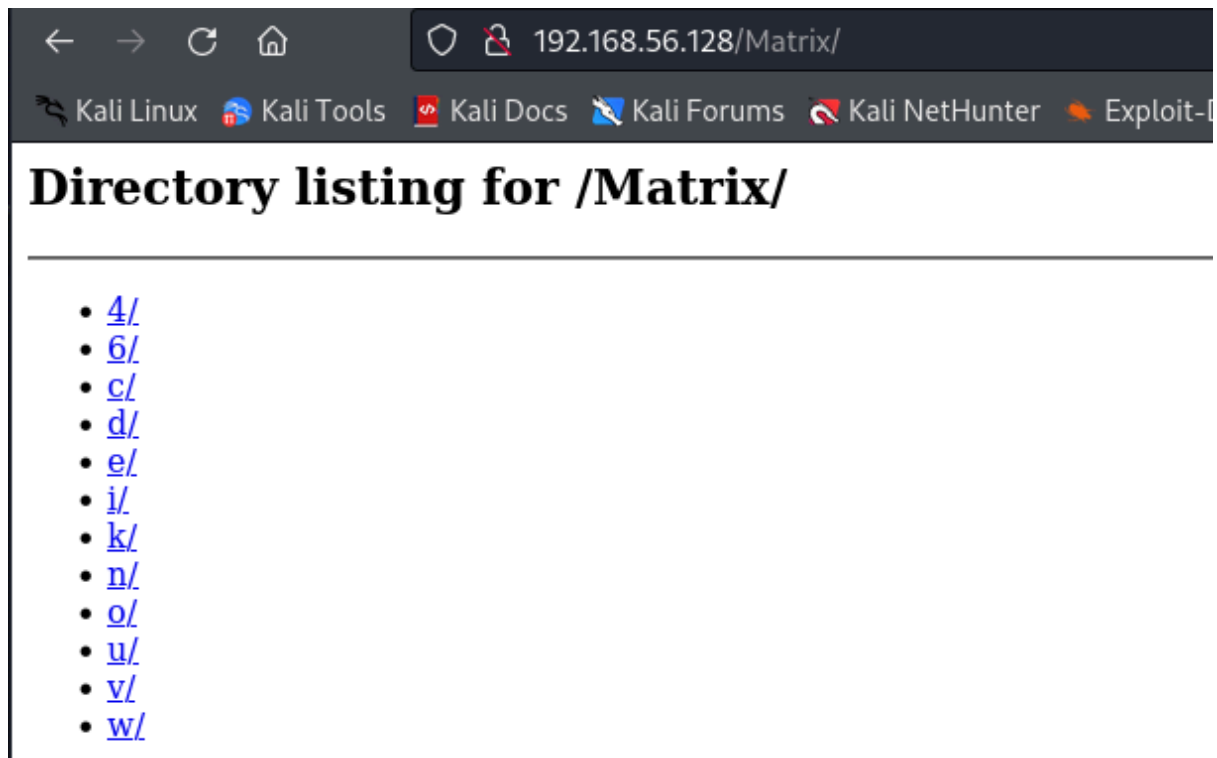 192.168.56.128/Matrix/
Kali Linux Kali Tools Kali Docs Kali Forums Kali NetHunter Exploit-D
Directory listing for /Matrix/
4/
6/
c/
d/
e/
i/
k/
n/
o/
u/
v/
w/